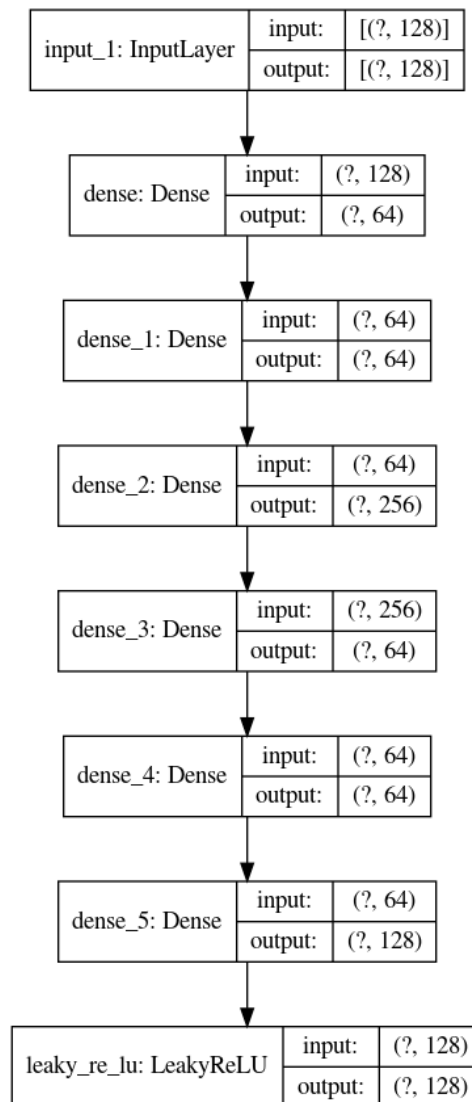 input_1: InputLayer
input: [(?, 128)]
output: [(?, 128)]
dense: Dense
input: (?, 128)
output: (?, 64)
dense_1: Dense
input: (?, 64)
output: (?, 64)
dense_2: Dense
input: (?, 64)
output: (?, 256)
dense_3: Dense
input: (?, 256)
output: (?, 64)
dense_4: Dense
input: (?, 64)
output: (?, 64)
dense_5: Dense
input: (?, 64)
output: (?, 128)
leaky_re_lu: LeakyReLU
input: (?, 128)
output: (?, 128)